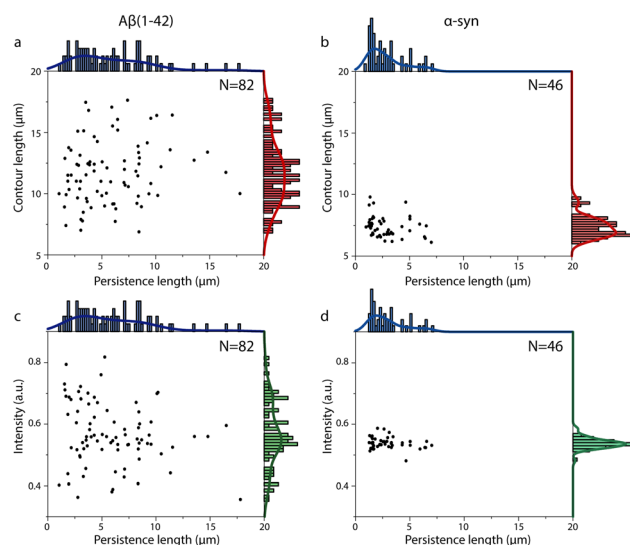 Aβ(1-42)
α-syn
a
N=82
20
15
10
5
Contour length (μm)
0 5 10 15 20
Persistence length (μm)
b
N=46
20
15
10
5
Contour length (μm)
0 5 10 15 20
Persistence length (μm)
c
N=82
0.8
0.6
0.4
Intensity (a.u.)
0 5 10 15 20
Persistence length (μm)
d
N=46
0.8
0.6
0.4
Intensity (a.u.)
0 5 10 15 20
Persistence length (μm)